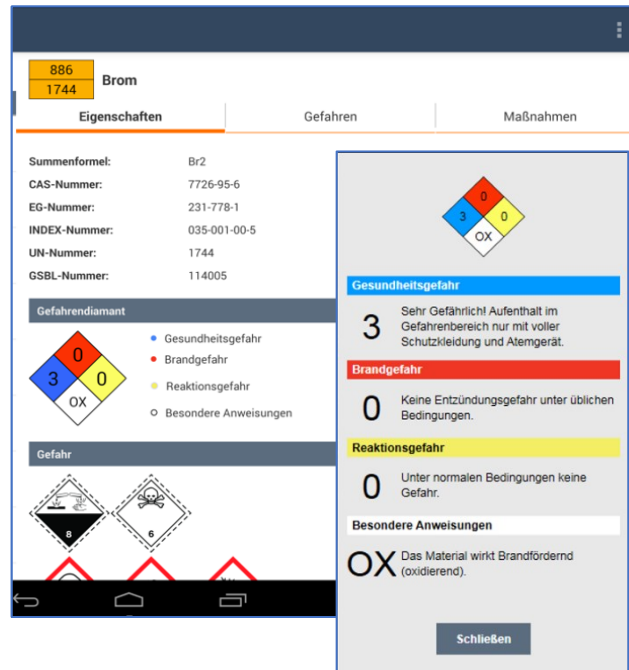 886
1744
Brom
Eigenschaften
Gefahren
Maßnahmen
Summenformel: Br2
CAS-Nummer: 7726-95-6
EG-Nummer: 231-778-1
INDEX-Nummer: 035-001-00-5
UN-Nummer: 1744
GSBL-Nummer: 114005
Gefahrendiamant
0
3
0
OX
Gesundheitsgefahr
Brandgefahr
Reaktionsgefahr
Besondere Anweisungen
Gefahr
8
6
0
3
0
OX
Gesundheitsgefahr
3
Sehr Gefährlich! Aufenthalt im
Gefahrenbereich nur mit voller
Schutzkleidung und Atemgerät.
Brandgefahr
0
Keine Entzündungsgefahr unter üblichen
Bedingungen.
Reaktionsgefahr
0
Unter normalen Bedingungen keine
Gefahr.
Besondere Anweisungen
OX
Das Material wirkt Brandfördernd
(oxidierend).
Schließen